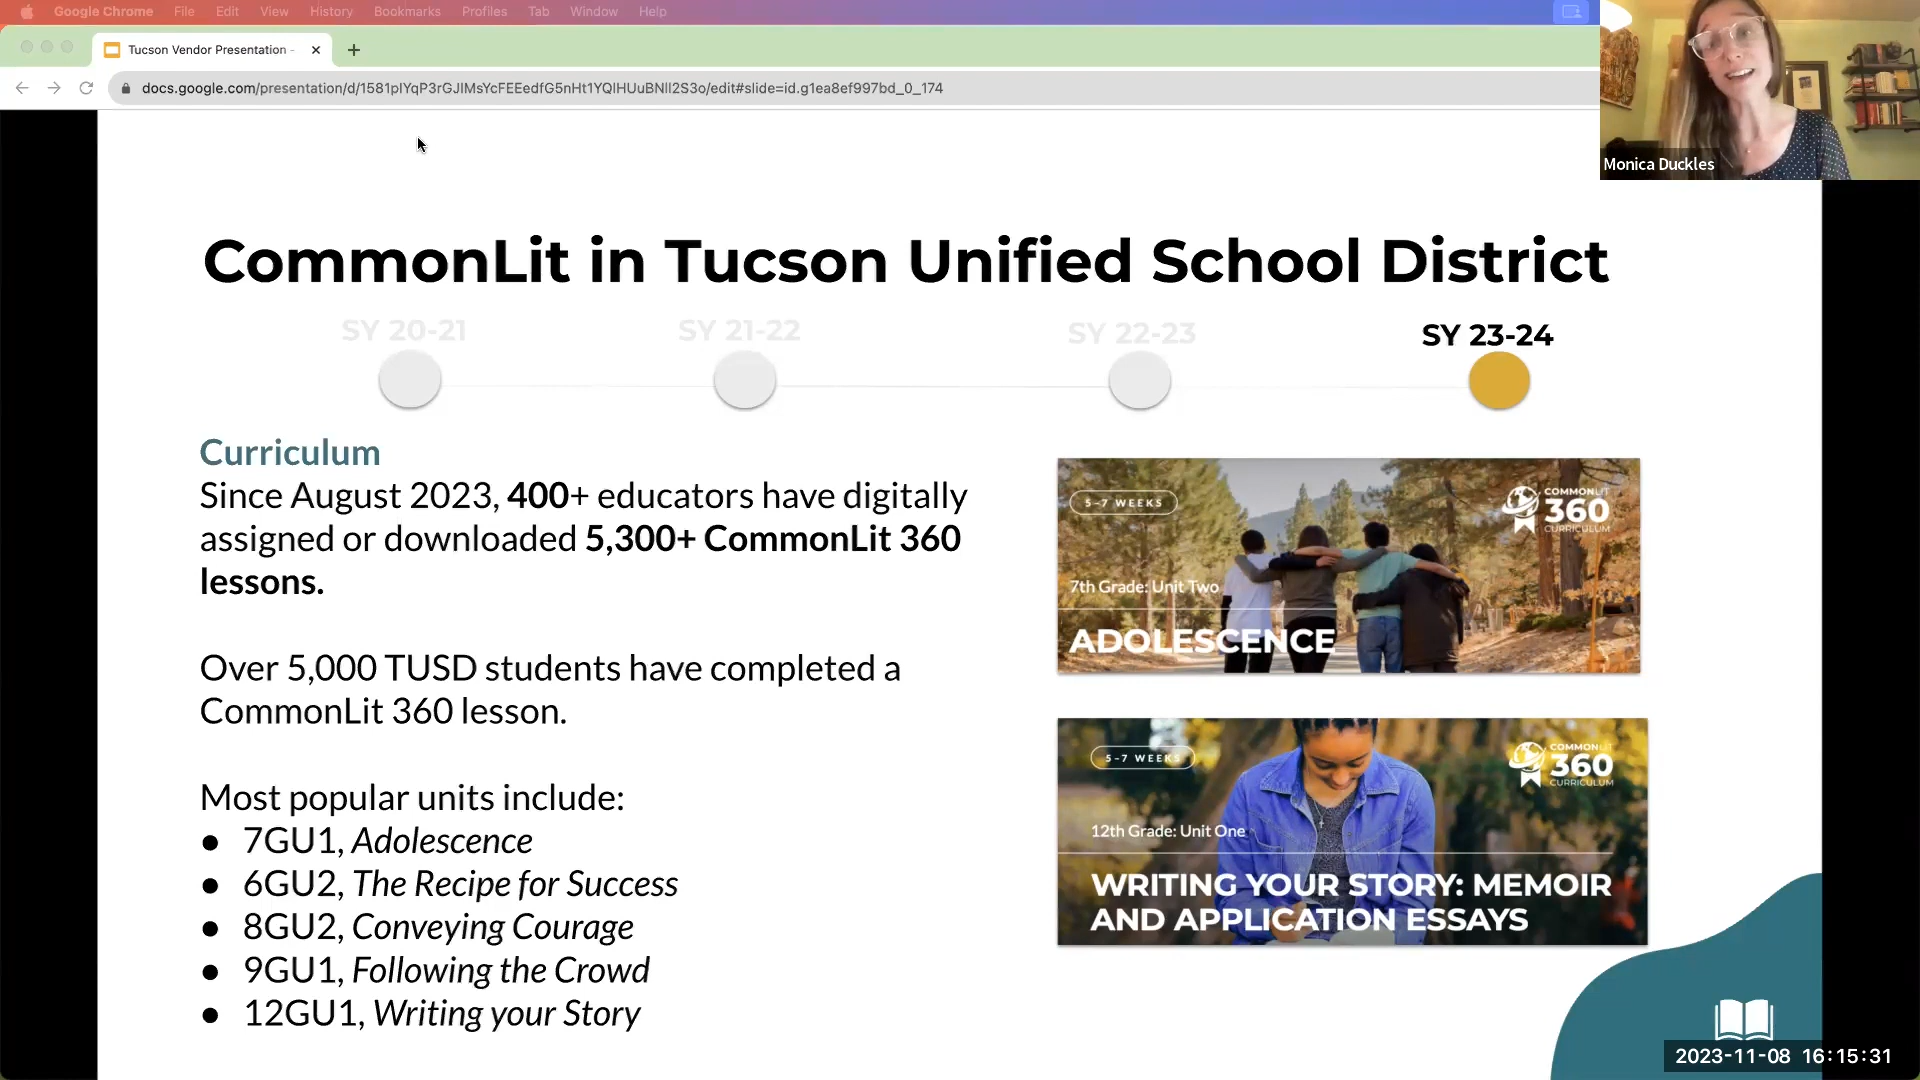 Google Chrome File Edit View History Bookmarks Profiles Tab Window Help
Tucson Vendor Presentation -
docs.google.com/presentation/d/1581pIYqP3rGJIMsYcFEEedfG5nHt1YQlHUuBNll2S3o/edit#slide=id.g1ea8ef997bd_0_174
Monica Duckles
CommonLit in Tucson Unified School District
SY 20-21 SY 21-22 SY 22-23 SY 23-24
Curriculum
Since August 2023, 400+ educators have digitally
assigned or downloaded 5,300+ CommonLit 360
lessons.
Over 5,000 TUSD students have completed a
CommonLit 360 lesson.
Most popular units include:
● 7GU1, Adolescence
● 6GU2, The Recipe for Success
● 8GU2, Conveying Courage
● 9GU1, Following the Crowd
● 12GU1, Writing your Story
5-7 WEEKS
COMMONLIT
360
CURRICULUM
7th Grade: Unit Two
ADOLESCENCE
5-7 WEEKS
COMMONLIT
360
CURRICULUM
12th Grade: Unit One
WRITING YOUR STORY: MEMOIR
AND APPLICATION ESSAYS
2023-11-08 16:15:31